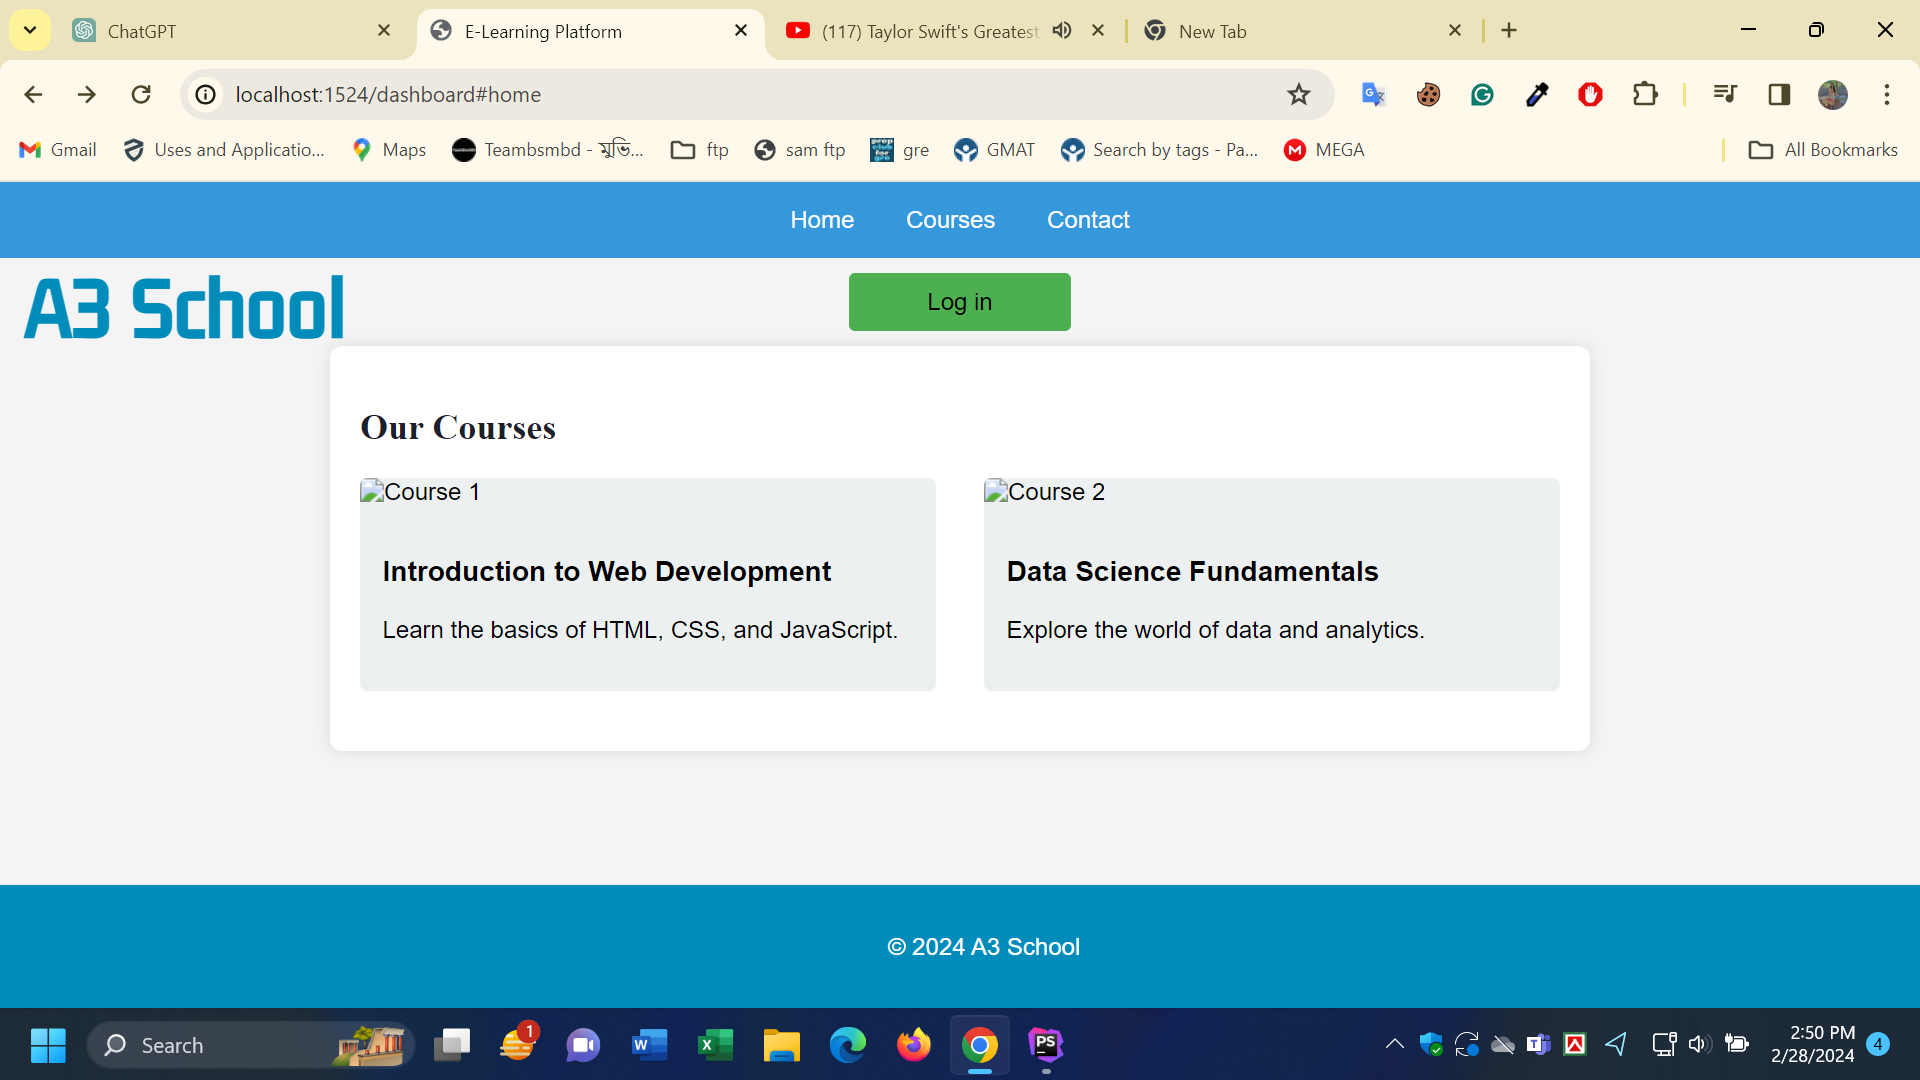 ChatGPT
E-Learning Platform
(117) Taylor Swift's Greatest
New Tab
localhost:1524/dashboard#home
Gmail
Uses and Applicatio...
Maps
Teambsmbd - মুভি...
ftp
sam ftp
gre
GMAT
Search by tags - Pa...
MEGA
All Bookmarks
Home
Courses
Contact
A3 School
Log in
Our Courses
Course 1
Introduction to Web Development
Learn the basics of HTML, CSS, and JavaScript.
Course 2
Data Science Fundamentals
Explore the world of data and analytics.
© 2024 A3 School
Search
1
PS
2:50 PM
2/28/2024
4